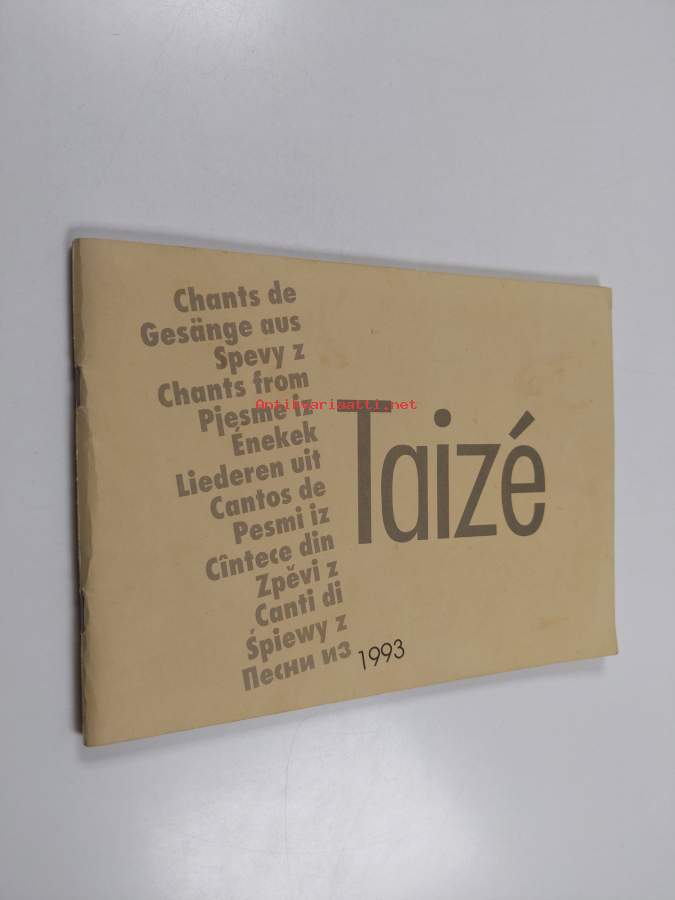 Chants de
Gesänge aus
Spevy z
Chants from
Pjesme iz
Énekek
Liederen uit
Cantos de
Pesmi iz
Cîntece din
Zpěvi z
Canti di
Śpiewy z
Песни из
Taizé
1993
Antikvariaatti.net